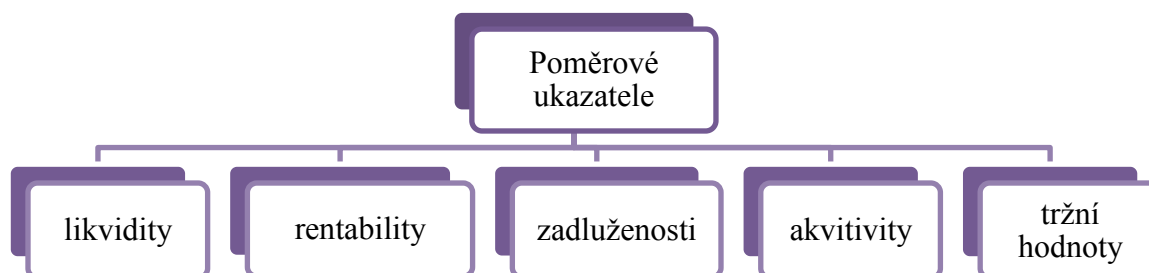 Poměrové
ukazatele
likvidity
rentability
zadluženosti
akvitivity
tržní
hodnoty